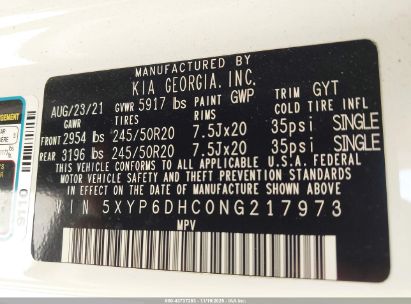 MANUFACTURED BY
KIA GEORGIA, INC.
AUG/23/21 GVWR 5917 lbs PAINT GWP TRIM GYT
GAWR TIRES RIMS COLD TIRE INFL
FRONT 2954 lbs 245/50R20 7.5Jx20 35psi SINGLE
REAR 3196 lbs 245/50R20 7.5Jx20 35psi SINGLE
THIS VEHICLE CONFORMS TO ALL APPLICABLE U.S.A. FEDERAL
MOTOR VEHICLE SAFETY, BUMPER, AND THEFT PREVENTION
STANDARDS IN EFFECT ON THE DATE OF MANUFACTURE SHOWN ABOVE.
VIN 5XYP6DHC0NG217973
MPV
9110